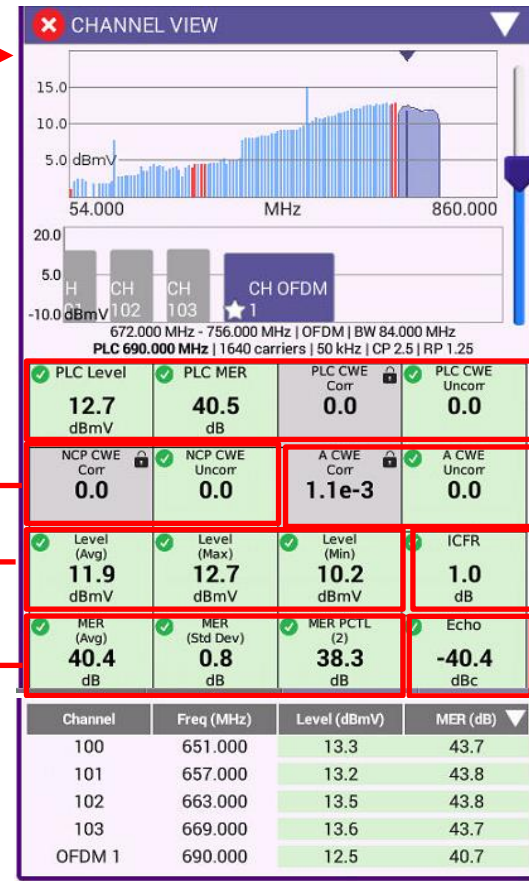 CHANNEL VIEW
15.0
10.0
5.0 dBmV
54.000 MHz 860.000
20.0
5.0
-10.0 dBmV
H 01
CH 102
CH 103
CH OFDM 1
672.000 MHz - 756.000 MHz | OFDM | BW 84.000 MHz
PLC 690.000 MHz | 1640 carriers | 50 kHz | CP 2.5 | RP 1.25
PLC Level
12.7
dBmV
PLC MER
40.5
dB
PLC CWE
Corr
0.0
PLC CWE
Uncorr
0.0
NCP CWE
Corr
0.0
NCP CWE
Uncorr
0.0
A CWE
Corr
1.1e-3
A CWE
Uncorr
0.0
Level
(Avg)
11.9
dBmV
Level
(Max)
12.7
dBmV
Level
(Min)
10.2
dBmV
ICFR
1.0
dB
MER
(Avg)
40.4
dB
MER
(Std Dev)
0.8
dB
MER PCTL
(2)
38.3
dB
Echo
-40.4
dBc
Channel Freq (MHz) Level (dBmV) MER (dB)
100 651.000 13.3 43.7
101 657.000 13.2 43.8
102 663.000 13.5 43.8
103 669.000 13.6 43.7
OFDM 1 690.000 12.5 40.7